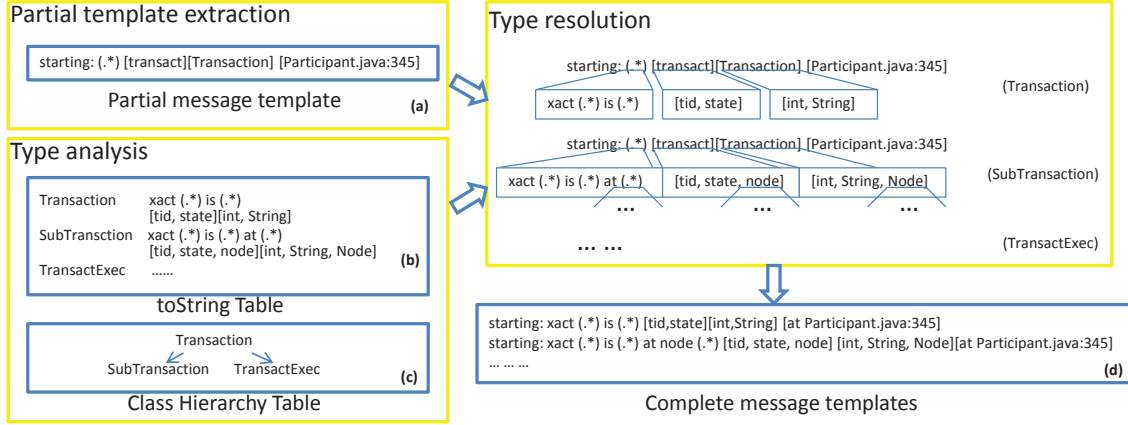 Partial template extraction
starting: (.*) [transact][Transaction] [Participant.java:345]
Partial message template
(a)
Type analysis
Transaction xact (.*) is (.*)
[tid, state][int, String]
SubTransction xact (.*) is (.*) at (.*)
[tid, state, node][int, String, Node]
TransactExec ......
(b)
toString Table
Transaction
SubTransaction TransactExec
(c)
Class Hierarchy Table
Type resolution
starting: (.*) [transact][Transaction] [Participant.java:345]
(Transaction)
xact (.*) is (.*) [tid, state] [int, String]
starting: (.*) [transact][Transaction] [Participant.java:345]
xact (.*) is (.*) at (.*) [tid, state, node] [int, String, Node]
(SubTransaction)
... ... ...
... ... (TransactExec)
starting: xact (.*) is (.*) [tid,state][int,String] [at Participant.java:345]
starting: xact (.*) is (.*) at node (.*) [tid, state, node] [int, String, Node][at Participant.java:345]
... ... ...
(d)
Complete message templates